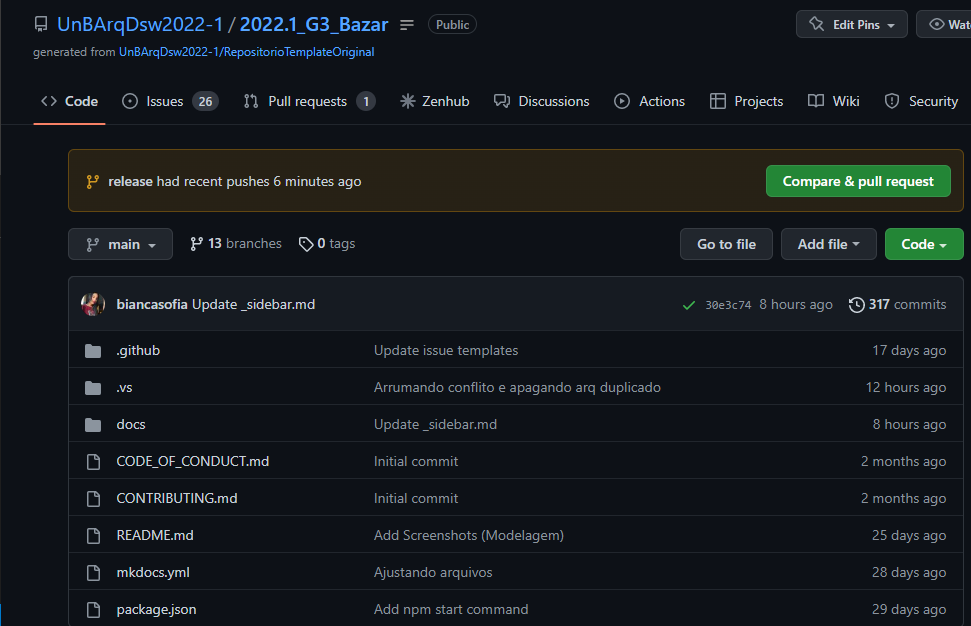 UnBArqDsw2022-1 / 2022.1_G3_Bazar Public Edit Pins Wat
generated from UnBArqDsw2022-1/RepositorioTemplateOriginal
Code Issues 26 Pull requests 1 Zenhub Discussions Actions Projects Wiki Security
release had recent pushes 6 minutes ago Compare & pull request
main 13 branches 0 tags Go to file Add file Code
biancasofia Update _sidebar.md 30e3c74 8 hours ago 317 commits
.github Update issue templates 17 days ago
.vs Arrumando conflito e apagando arq duplicado 12 hours ago
docs Update _sidebar.md 8 hours ago
CODE_OF_CONDUCT.md Initial commit 2 months ago
CONTRIBUTING.md Initial commit 2 months ago
README.md Add Screenshots (Modelagem) 25 days ago
mkdocs.yml Ajustando arquivos 28 days ago
package.json Add npm start command 29 days ago